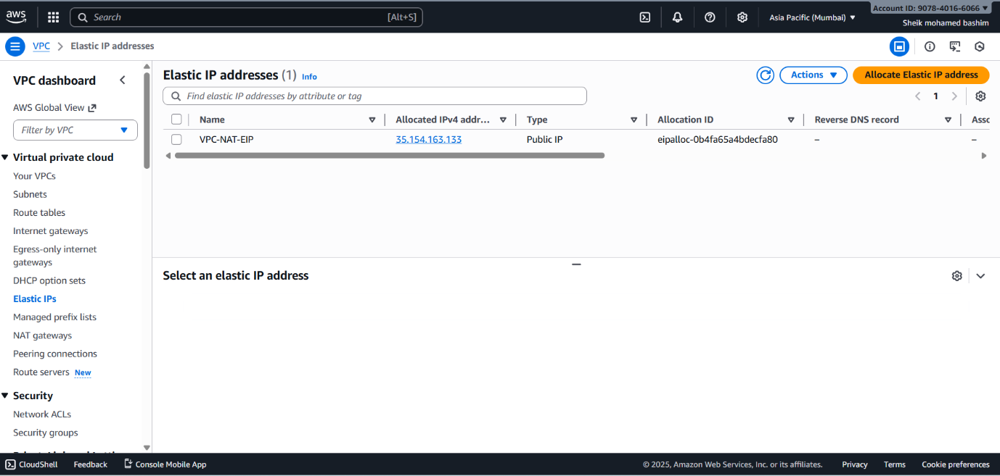 aws
Search [Alt+S]
Asia Pacific (Mumbai)
Account ID: 9078-4016-6066
Sheik mohamed bashim
VPC
Elastic IP addresses
VPC dashboard
AWS Global View
Filter by VPC
Virtual private cloud
Your VPCs
Subnets
Route tables
Internet gateways
Egress-only internet
gateways
DHCP option sets
Elastic IPs
Managed prefix lists
NAT gateways
Peering connections
Route servers New
Security
Network ACLs
Security groups
Elastic IP addresses (1) Info
Actions
Allocate Elastic IP address
Find elastic IP addresses by attribute or tag
1
Name Allocated IPv4 addr... Type Allocation ID Reverse DNS record Asso
VPC-NAT-EIP 35.154.163.133 Public IP eipalloc-0b4fa65a4bdecfa80 – –
Select an elastic IP address
CloudShell Feedback Console Mobile App © 2025, Amazon Web Services, Inc. or its affiliates. Privacy Terms Cookie preferences